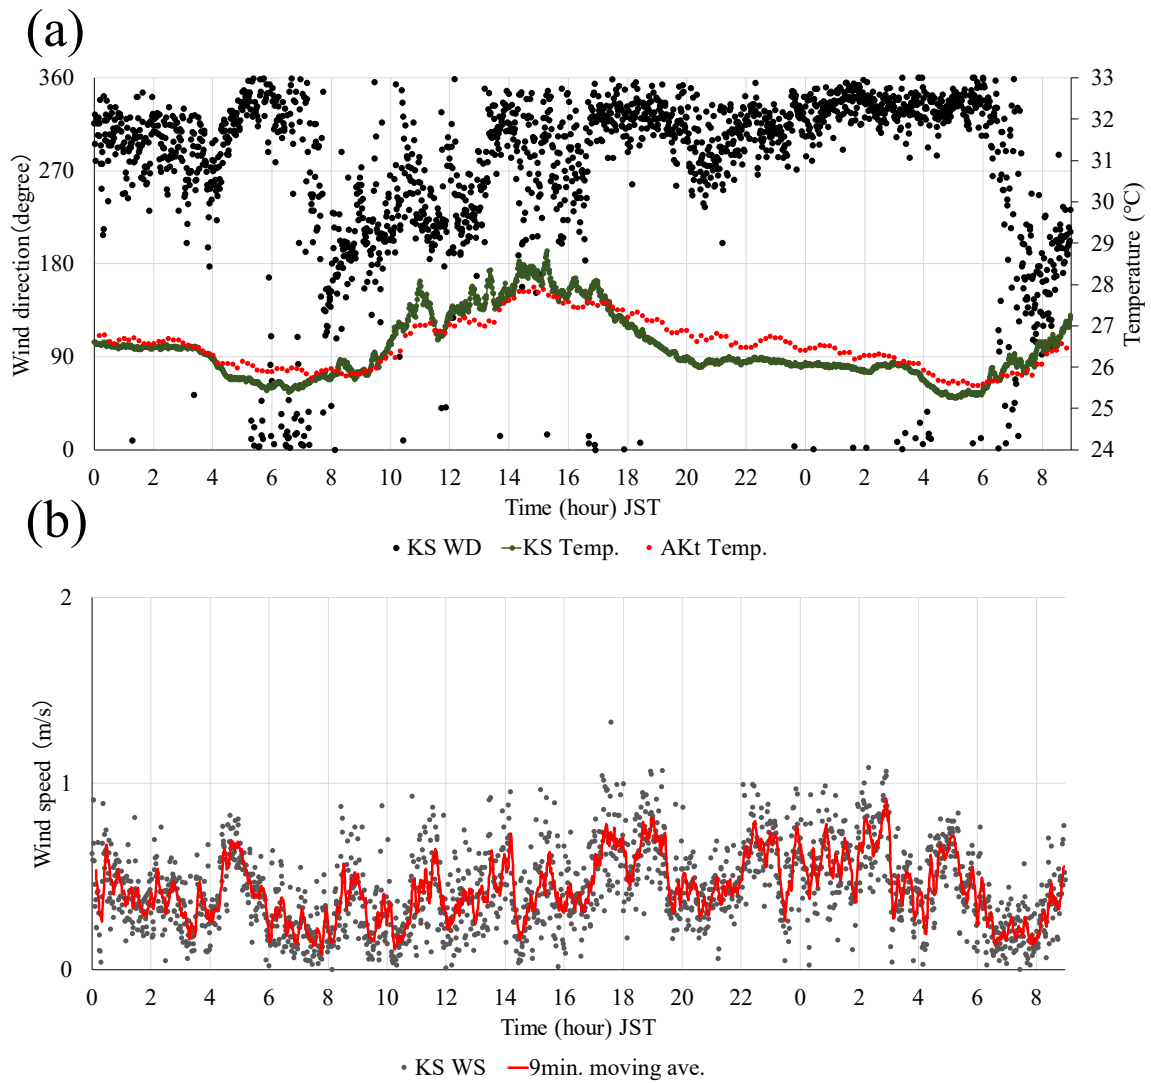 (a)
360
270
180
90
0
Wind direction(degree)
33
32
31
30
29
28
27
26
25
24
Temperature (℃)
0 2 4 6 8 10 12 14 16 18 20 22 0 2 4 6 8
Time (hour) JST
KS WD KS Temp. AKt Temp.
(b)
2
1
0
Wind speed (m/s)
0 2 4 6 8 10 12 14 16 18 20 22 0 2 4 6 8
Time (hour) JST
KS WS 9min. moving ave.